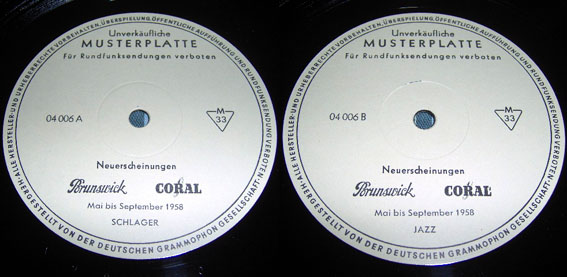 Unverkäufliche
MUSTERPLATTE
Für Rundfunksendungen verboten
04 006 A
M
33
Neuerscheinungen
Brunswick CORAL
Mai bis September 1958
SCHLAGER
ALLE HERSTELLER- UND URHEBERRECHTE VORBEHALTEN. ÜBERSPIELUNG, ÖFFENTLICHE AUFFÜHRUNG UND RUNDFUNKSENDUNG VERBOTEN.
HERGESTELLT VON DER DEUTSCHEN GRAMMOPHON GESELLSCHAFT
Unverkäufliche
MUSTERPLATTE
Für Rundfunksendungen verboten
04 006 B
M
33
Neuerscheinungen
Brunswick CORAL
Mai bis September 1958
JAZZ
ALLE HERSTELLER- UND URHEBERRECHTE VORBEHALTEN. ÜBERSPIELUNG, ÖFFENTLICHE AUFFÜHRUNG UND RUNDFUNKSENDUNG VERBOTEN.
HERGESTELLT VON DER DEUTSCHEN GRAMMOPHON GESELLSCHAFT